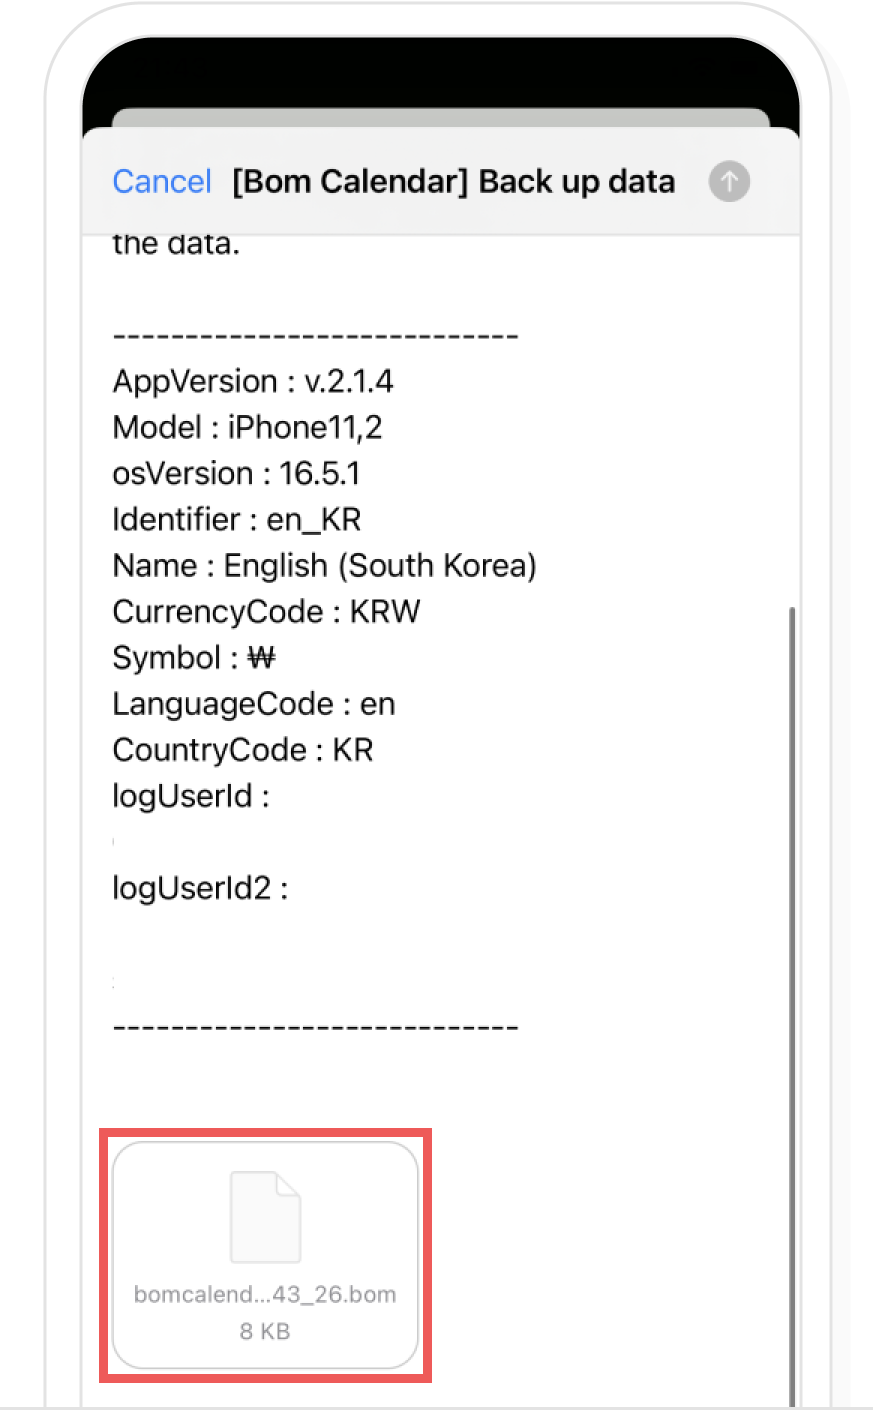 Cancel [Bom Calendar] Back up data
the data.
----------------------------
AppVersion : v.2.1.4
Model : iPhone11,2
osVersion : 16.5.1
Identifier : en_KR
Name : English (South Korea)
CurrencyCode : KRW
Symbol : ₩
LanguageCode : en
CountryCode : KR
logUserId :
logUserId2 :
----------------------------
bomcalend...43_26.bom
8 KB